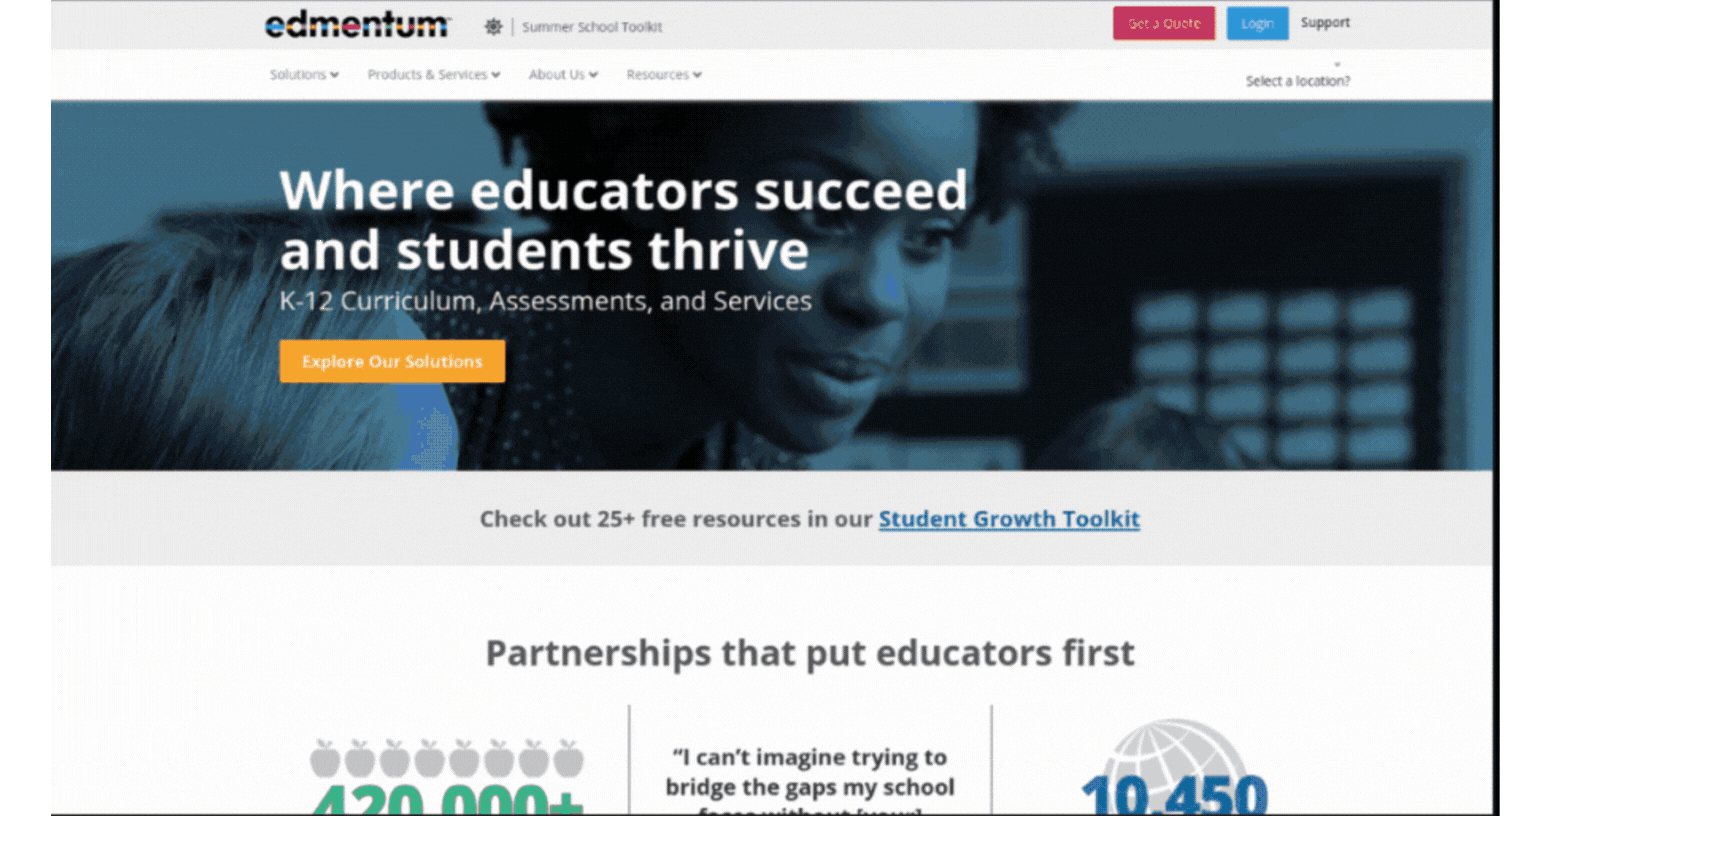 edmentum
Summer School Toolkit
Get a Quote
Login
Support
Solutions
Products & Services
About Us
Resources
Select a location?
Where educators succeed
and students thrive
K-12 Curriculum, Assessments, and Services
Explore Our Solutions
Check out 25+ free resources in our Student Growth Toolkit
Partnerships that put educators first
420,000+
“I can’t imagine trying to
bridge the gaps my school
faces without [your]
10,450